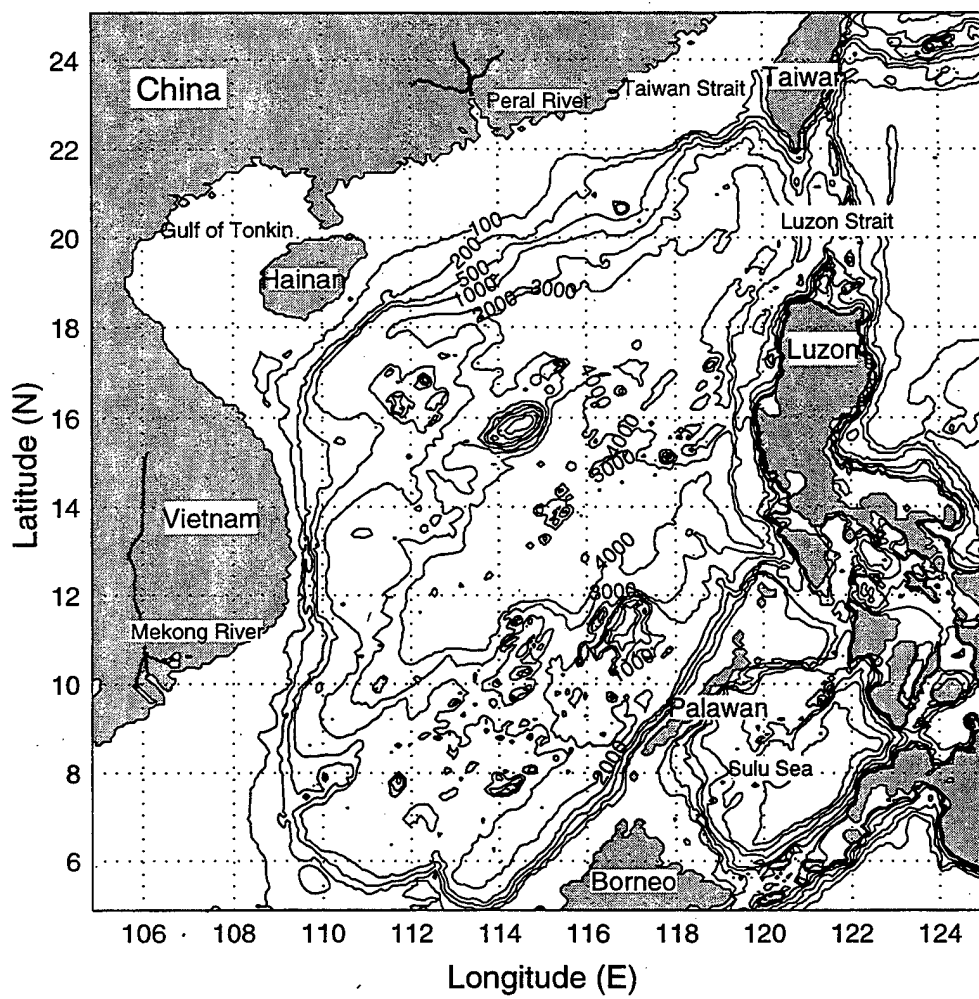 24
22
20
18
16
14
12
10
8
6
Latitude (N)
China
Peral River
Taiwan Strait
Taiwan
Gulf of Tonkin
Hainan
Luzon Strait
100
200
500
1000
2000
3000
Luzon
5000
Vietnam
4000
3000
Mekong River
1000
Palawan
2000
Sulu Sea
Borneo
106 108 110 112 114 116 118 120 122 124
Longitude (E)